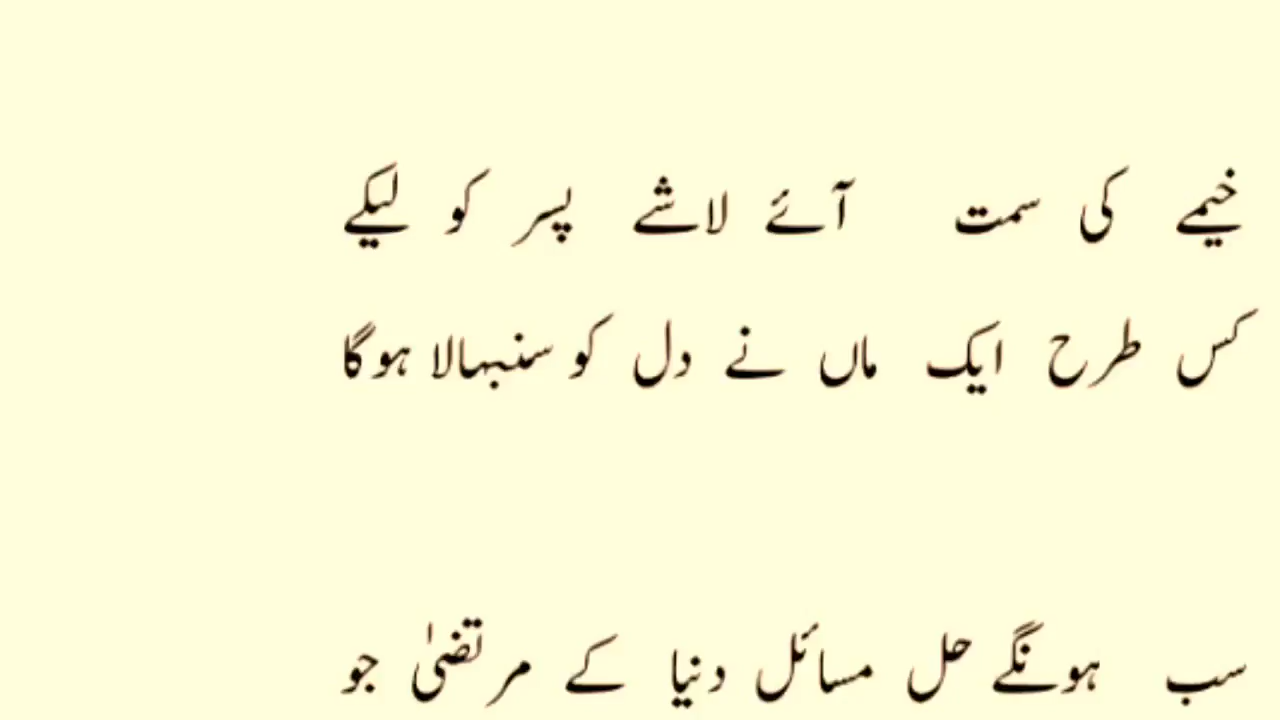 خیمے کی سمت آئے لاشے پسر کو لیکے
کس طرح ایک ماں نے دل کو سنبہالا ہوگا
سب ہونگے حل مسائل دنیا کے مرتضیٰ جو